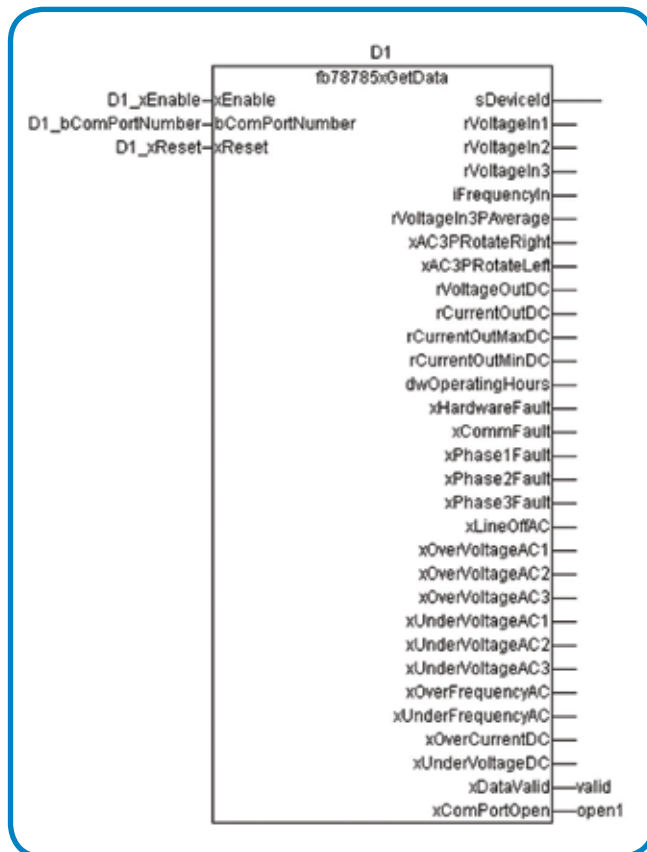 D1
fb78785xGetData
D1_xEnable xEnable sDeviceId
D1_bComPortNumber bComPortNumber rVoltageIn1
D1_xReset xReset rVoltageIn2
rVoltageIn3
iFrequencyIn
rVoltageIn3PAverage
xAC3PRotateRight
xAC3PRotateLeft
rVoltageOutDC
rCurrentOutDC
rCurrentOutMaxDC
rCurrentOutMinDC
dwOperatingHours
xHardwareFault
xCommFault
xPhase1Fault
xPhase2Fault
xPhase3Fault
xLineOffAC
xOverVoltageAC1
xOverVoltageAC2
xOverVoltageAC3
xUnderVoltageAC1
xUnderVoltageAC2
xUnderVoltageAC3
xOverFrequencyAC
xUnderFrequencyAC
xOverCurrentDC
xUnderVoltageDC
xDataValid valid
xComPortOpen open1